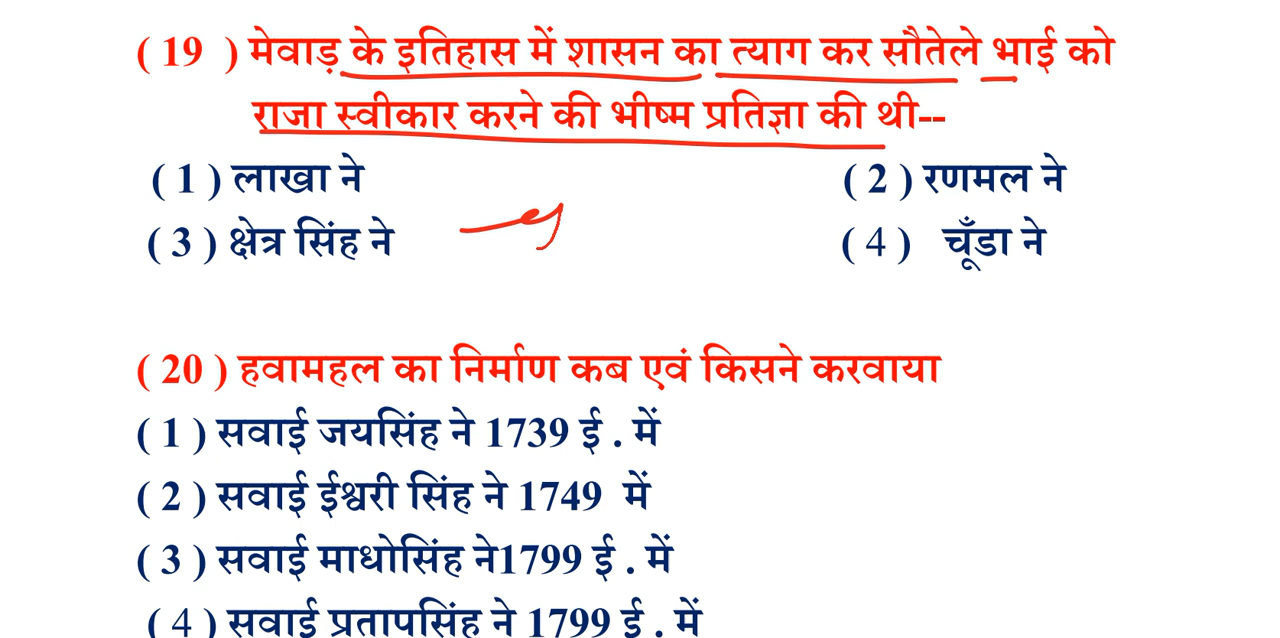 ( 19 ) मेवाड़ के इतिहास में शासन का त्याग कर सौतेले भाई को
राजा स्वीकार करने की भीष्म प्रतिज्ञा की थी--
( 1 ) लाखा ने ( 2 ) रणमल ने
( 3 ) क्षेत्र सिंह ने ( 4 ) चूँडा ने
( 20 ) हवामहल का निर्माण कब एवं किसने करवाया
( 1 ) सवाई जयसिंह ने 1739 ई . में
( 2 ) सवाई ईश्वरी सिंह ने 1749 में
( 3 ) सवाई माधोसिंह ने1799 ई . में
( 4 ) सवाई प्रतापसिंह ने 1799 ई . में